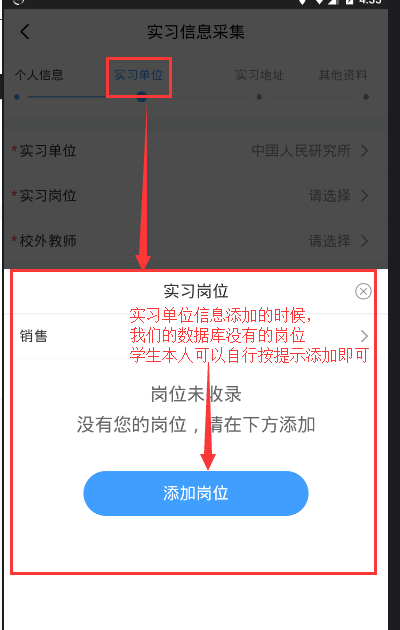 4:33
实习信息采集
个人信息
实习单位
实习地址
其他资料
*实习单位
中国人民研究所
*实习岗位
请选择
*校外教师
请选择
实习岗位
实习单位信息添加的时候，
我们的数据库没有的岗位
学生本人可以自行按提示添加即可
销售
岗位未收录
没有您的岗位，请在下方添加
添加岗位